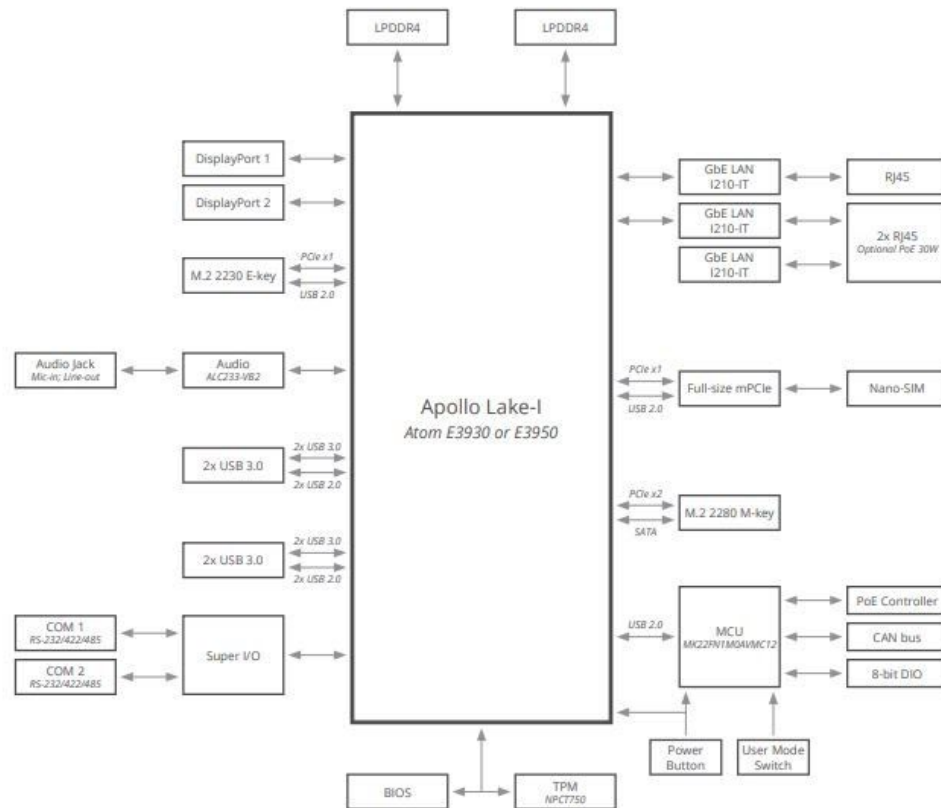 LPDDR4
LPDDR4
DisplayPort 1
DisplayPort 2
PCIe x1
M.2 2230 E-key
USB 2.0
Audio Jack
Mic-in; Line-out
Audio
ALC233-VB2
2x USB 3.0
2x USB 3.0
2x USB 2.0
2x USB 3.0
2x USB 3.0
2x USB 2.0
COM 1
RS-232/422/485
COM 2
RS-232/422/485
Super I/O
Apollo Lake-I
Atom E3930 or E3950
GbE LAN
I210-IT
RJ45
GbE LAN
I210-IT
GbE LAN
I210-IT
2x RJ45
Optional PoE 30W
PCIe x1
USB 2.0
Full-size mPCIe
Nano-SIM
PCIe x2
SATA
M.2 2280 M-key
USB 2.0
MCU
MK22FN1M0AVMC12
PoE Controller
CAN bus
8-bit DIO
Power
Button
User Mode
Switch
BIOS
TPM
NPCT750